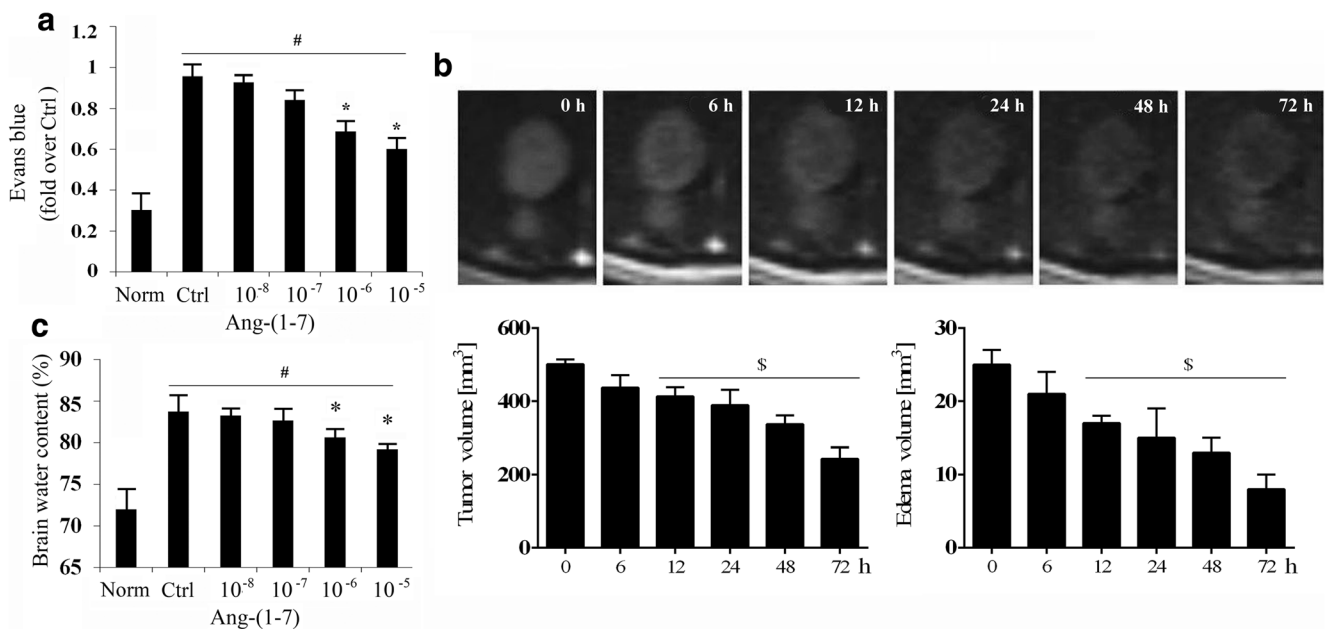 a
1.2
#
1
0.8
*
*
0.6
0.4
0.2
0
Evans blue
(fold over Ctrl)
Norm Ctrl 10-8 10-7 10-6 10-5
Ang-(1-7)
b
0 h 6 h 12 h 24 h 48 h 72 h
600
400
200
0
Tumor volume [mm3]
$
0 6 12 24 48 72 h
30
20
10
0
Edema volume [mm3]
$
0 6 12 24 48 72 h
c
90
85
80
75
70
65
Brain water content (%)
#
*
*
Norm Ctrl 10-8 10-7 10-6 10-5
Ang-(1-7)